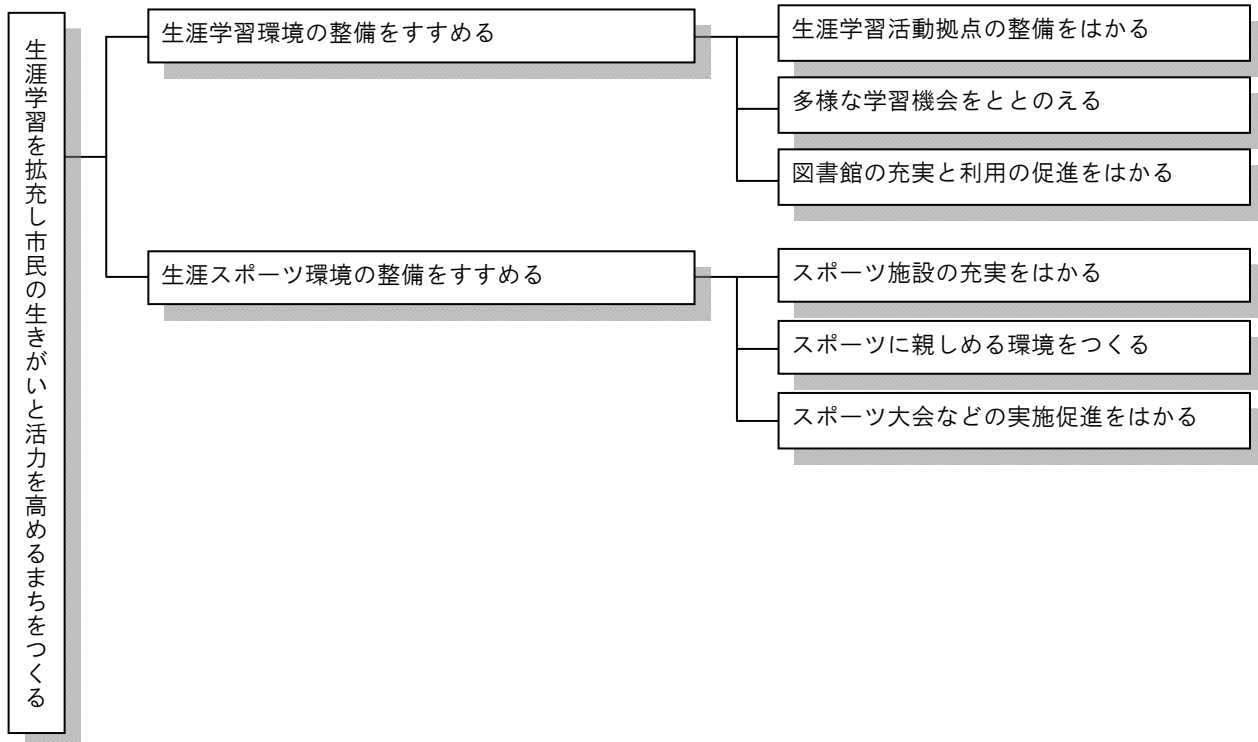 生涯学習を拡充し市民の生きがいと活力を高めるまちをつくる
生涯学習環境の整備をすすめる
生涯学習活動拠点の整備をはかる
多様な学習機会をととのえる
図書館の充実と利用の促進をはかる
生涯スポーツ環境の整備をすすめる
スポーツ施設の充実をはかる
スポーツに親しめる環境をつくる
スポーツ大会などの実施促進をはかる